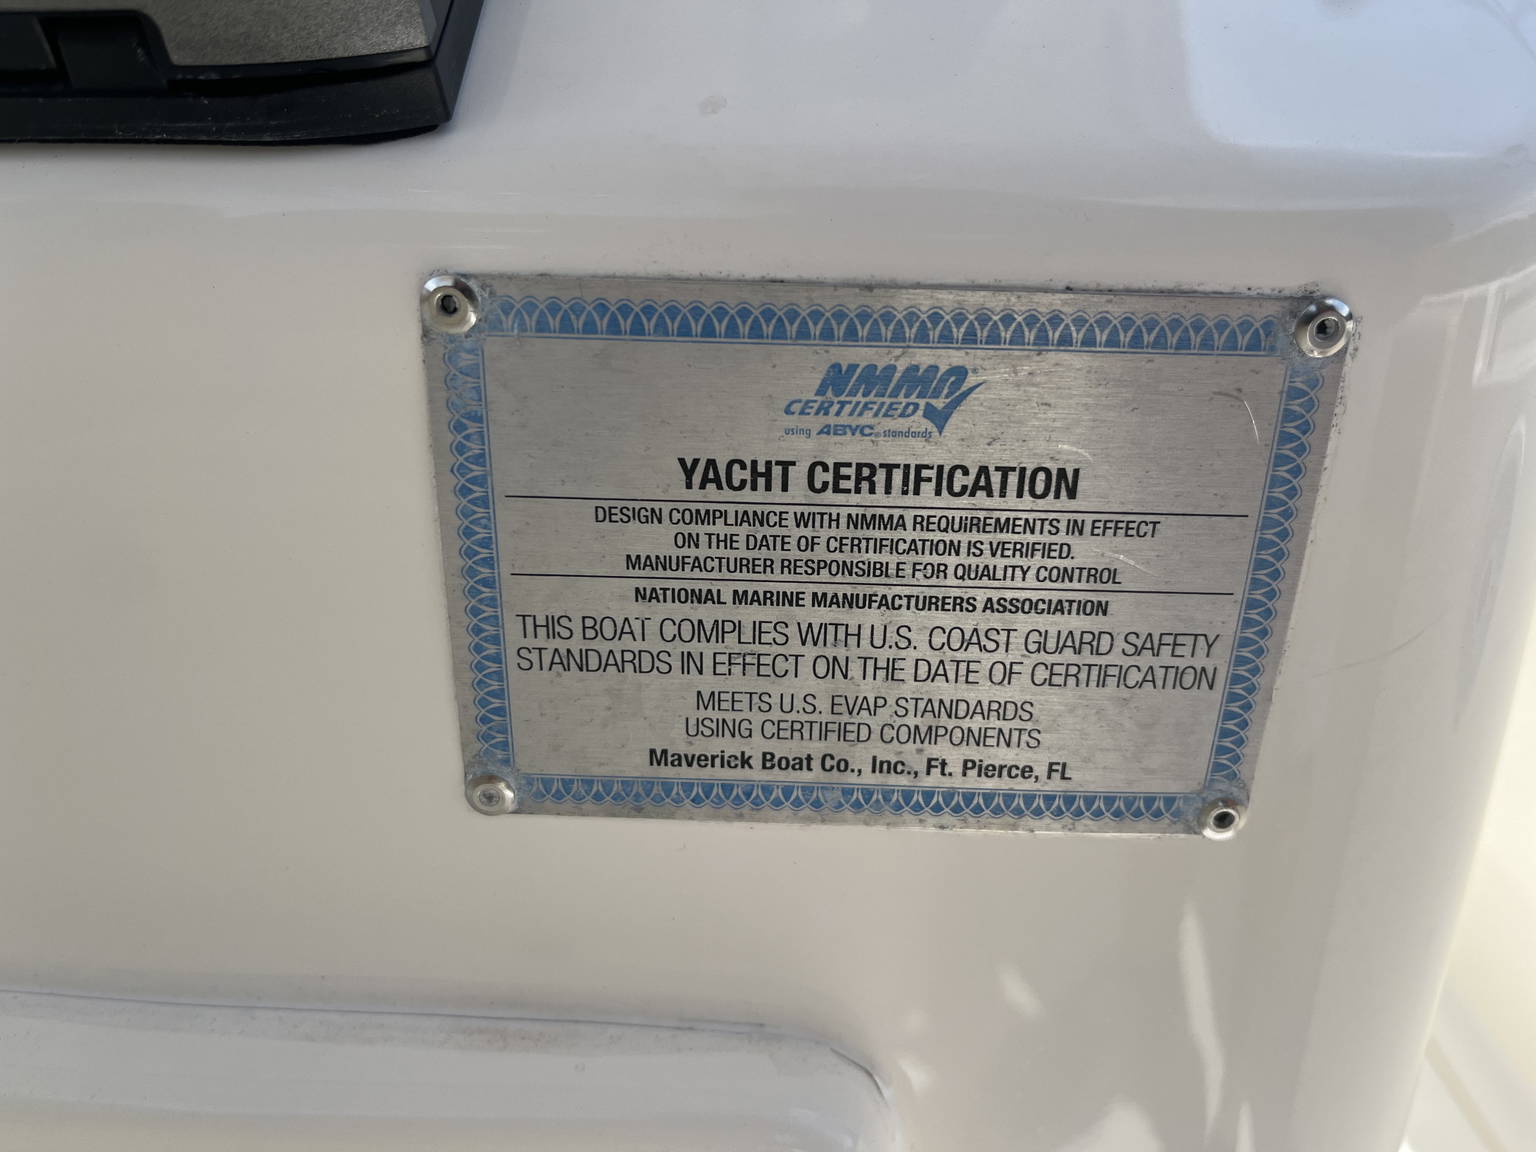 NMMA®
CERTIFIED
using ABYC® standards
YACHT CERTIFICATION
DESIGN COMPLIANCE WITH NMMA REQUIREMENTS IN EFFECT
ON THE DATE OF CERTIFICATION IS VERIFIED.
MANUFACTURER RESPONSIBLE FOR QUALITY CONTROL
NATIONAL MARINE MANUFACTURERS ASSOCIATION
THIS BOAT COMPLIES WITH U.S. COAST GUARD SAFETY
STANDARDS IN EFFECT ON THE DATE OF CERTIFICATION
MEETS U.S. EVAP STANDARDS
USING CERTIFIED COMPONENTS
Maverick Boat Co., Inc., Ft. Pierce, FL